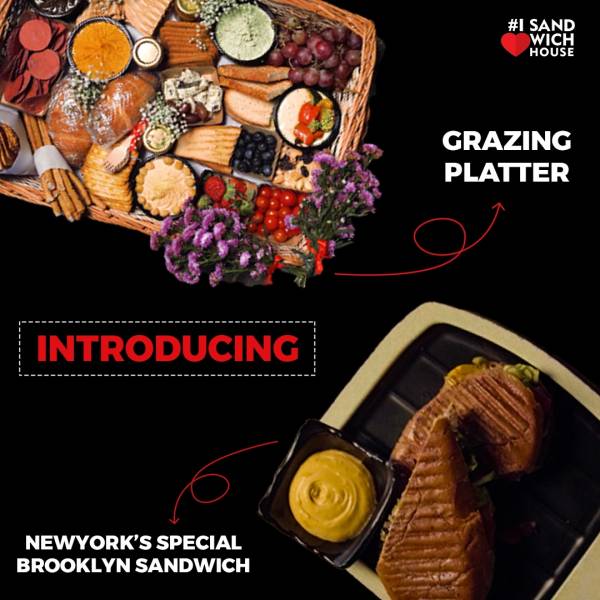 #1 SAND
WICH
HOUSE
GRAZING
PLATTER
INTRODUCING
NEWYORK'S SPECIAL
BROOKLYN SANDWICH